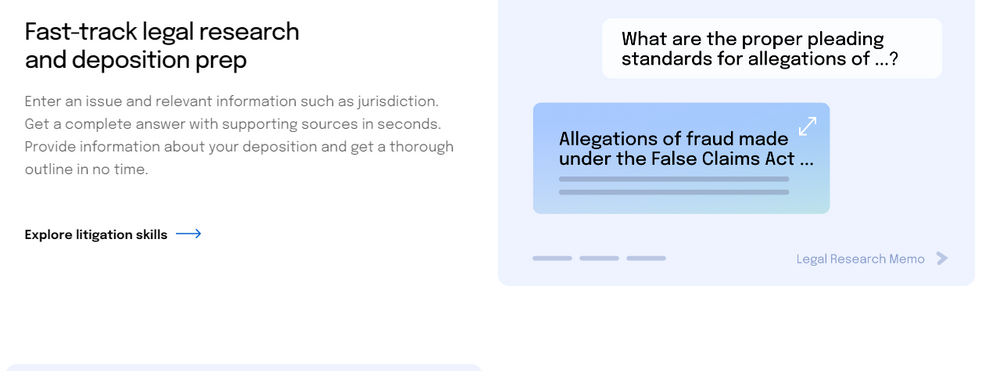 Fast-track legal research
and deposition prep
Enter an issue and relevant information such as jurisdiction.
Get a complete answer with supporting sources in seconds.
Provide information about your deposition and get a thorough
outline in no time.
Explore litigation skills
What are the proper pleading
standards for allegations of ...?
Allegations of fraud made
under the False Claims Act ...
Legal Research Memo